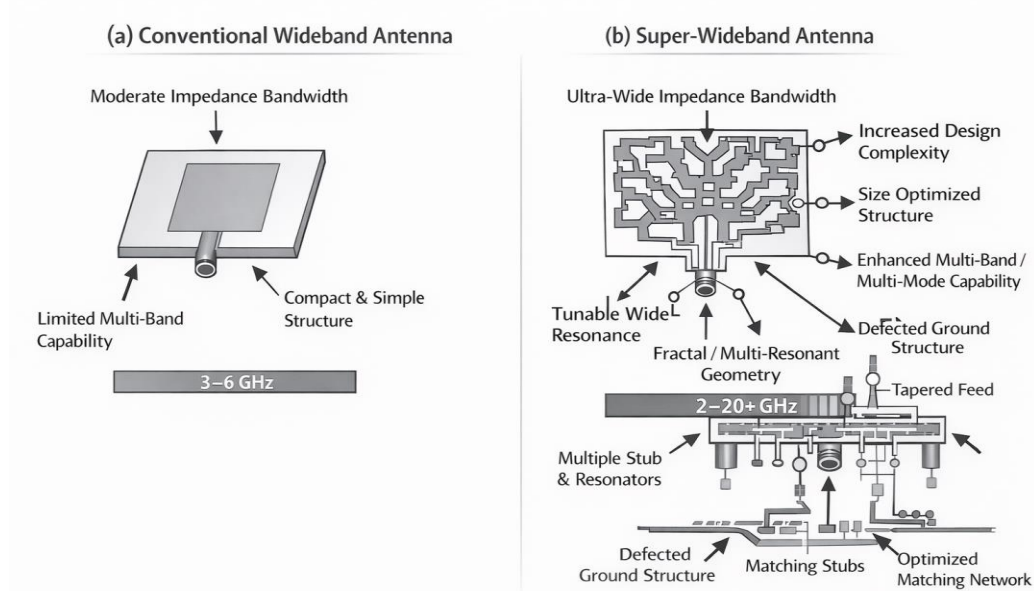 (a) Conventional Wideband Antenna
Moderate Impedance Bandwidth
Limited Multi-Band
Capability
Compact & Simple
Structure
3–6 GHz
(b) Super-Wideband Antenna
Ultra-Wide Impedance Bandwidth
Increased Design
Complexity
Size Optimized
Structure
Enhanced Multi-Band /
Multi-Mode Capability
Tunable Wide
Resonance
Fractal / Multi-Resonant
Geometry
Defected Ground
Structure
Tapered Feed
2–20+ GHz
Multiple Stub
& Resonators
Defected
Ground Structure
Matching Stubs
Optimized
Matching Network